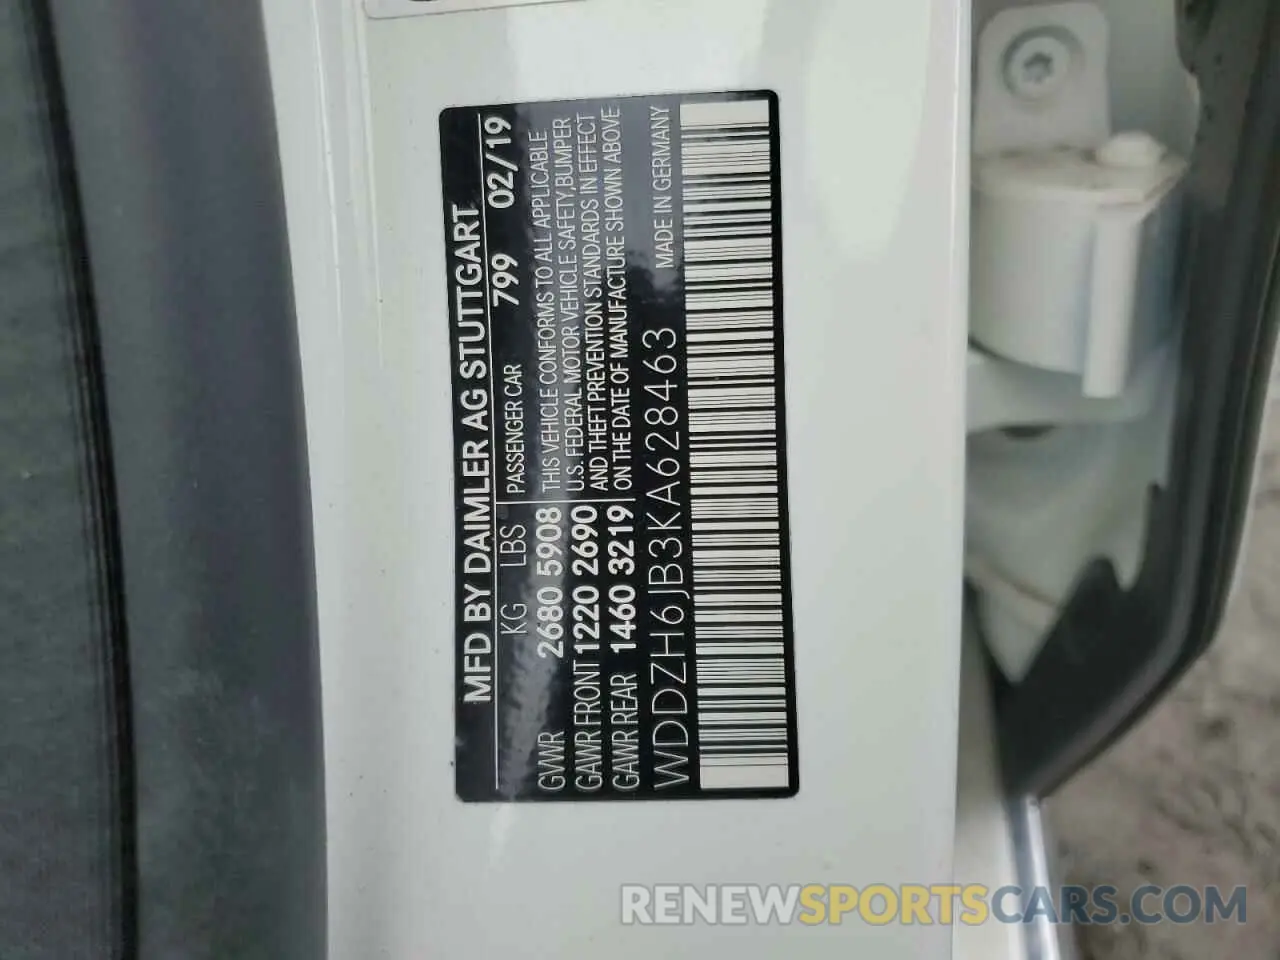 MFD BY DAIMLER AG STUTTGART
KG LBS PASSENGER CAR 799 02/19
GVWR 2680 5908 THIS VEHICLE CONFORMS TO ALL APPLICABLE
GAWR FRONT 1220 2690 U.S. FEDERAL MOTOR VEHICLE SAFETY,BUMPER
AND THEFT PREVENTION STANDARDS IN EFFECT
GAWR REAR 1460 3219 ON THE DATE OF MANUFACTURE SHOWN ABOVE
WDDZH6JB3KA628463 MADE IN GERMANY
RENEWSPORTSCARS.COM